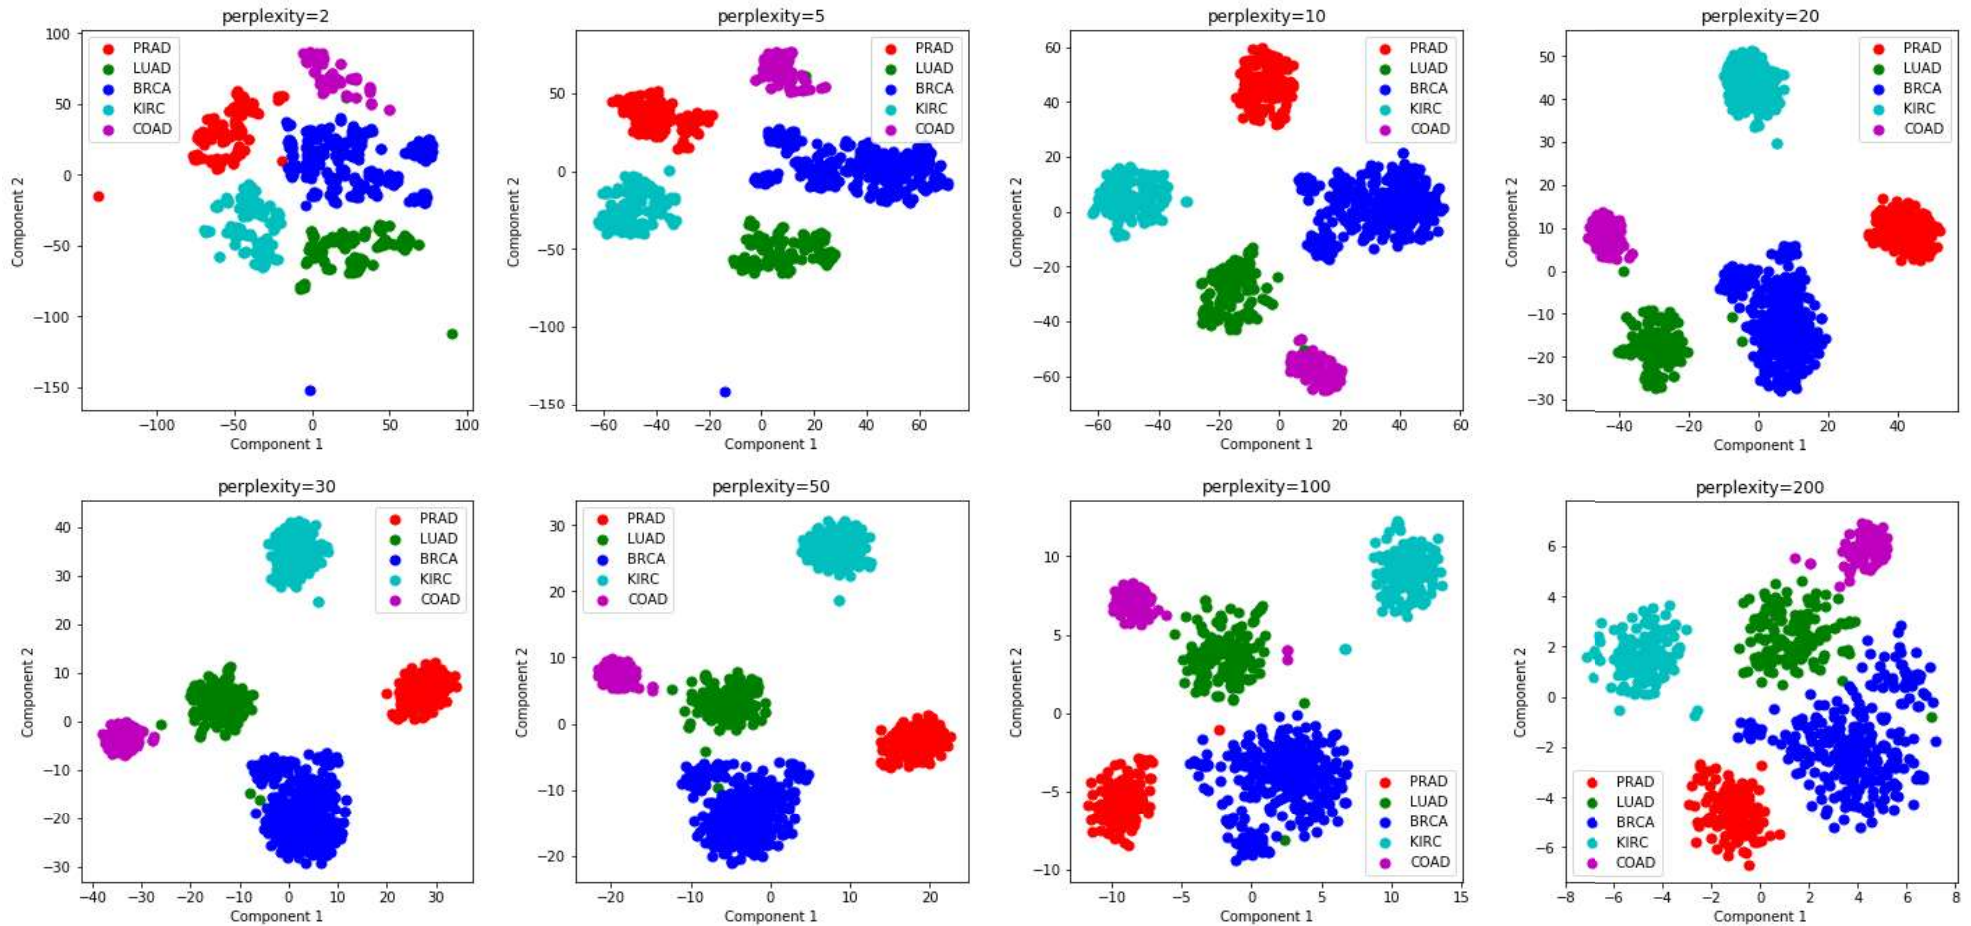 perplexity=2
100
50
0
−50
−100
−150
Component 2
−100
−50
0
50
100
Component 1
PRAD
LUAD
BRCA
KIRC
COAD
perplexity=5
50
0
−50
−100
−150
Component 2
−60
−40
−20
0
20
40
60
Component 1
PRAD
LUAD
BRCA
KIRC
COAD
perplexity=10
60
40
20
0
−20
−40
−60
Component 2
−60
−40
−20
0
20
40
60
Component 1
PRAD
LUAD
BRCA
KIRC
COAD
perplexity=20
50
40
30
20
10
0
−10
−20
−30
Component 2
−40
−20
0
20
40
Component 1
PRAD
LUAD
BRCA
KIRC
COAD
perplexity=30
40
30
20
10
0
−10
−20
−30
Component 2
−40
−30
−20
−10
0
10
20
30
Component 1
PRAD
LUAD
BRCA
KIRC
COAD
perplexity=50
30
20
10
0
−10
−20
Component 2
−20
−10
0
10
20
Component 1
PRAD
LUAD
BRCA
KIRC
COAD
perplexity=100
10
5
0
−5
−10
Component 2
−10
−5
0
5
10
15
Component 1
PRAD
LUAD
BRCA
KIRC
COAD
perplexity=200
6
4
2
0
−2
−4
−6
Component 2
−8
−6
−4
−2
0
2
4
6
8
Component 1
PRAD
LUAD
BRCA
KIRC
COAD